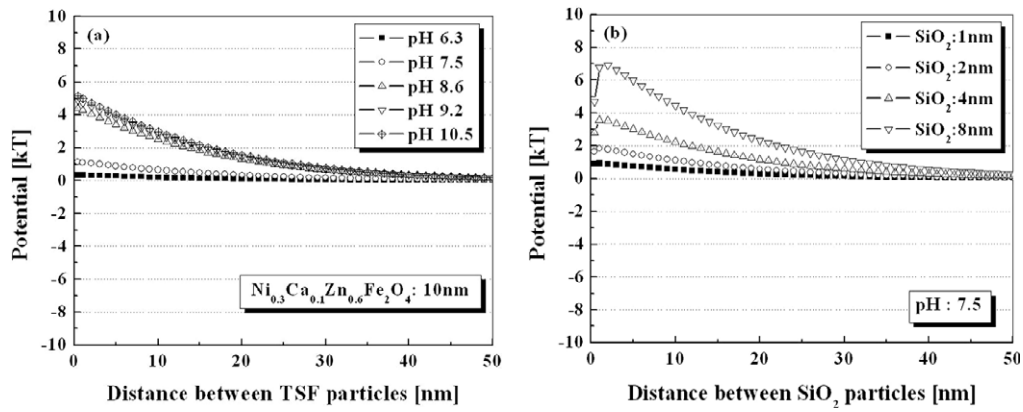 (a)
pH 6.3
pH 7.5
pH 8.6
pH 9.2
pH 10.5
10
8
6
4
2
0
-2
-4
-6
-8
-10
Potential [kT]
Ni₀.₃Ca₀.₁Zn₀.₆Fe₂O₄: 10nm
0 10 20 30 40 50
Distance between TSF particles [nm]
(b)
SiO₂:1nm
SiO₂:2nm
SiO₂:4nm
SiO₂:8nm
10
8
6
4
2
0
-2
-4
-6
-8
-10
Potential [kT]
pH : 7.5
0 10 20 30 40 50
Distance between SiO₂ particles [nm]